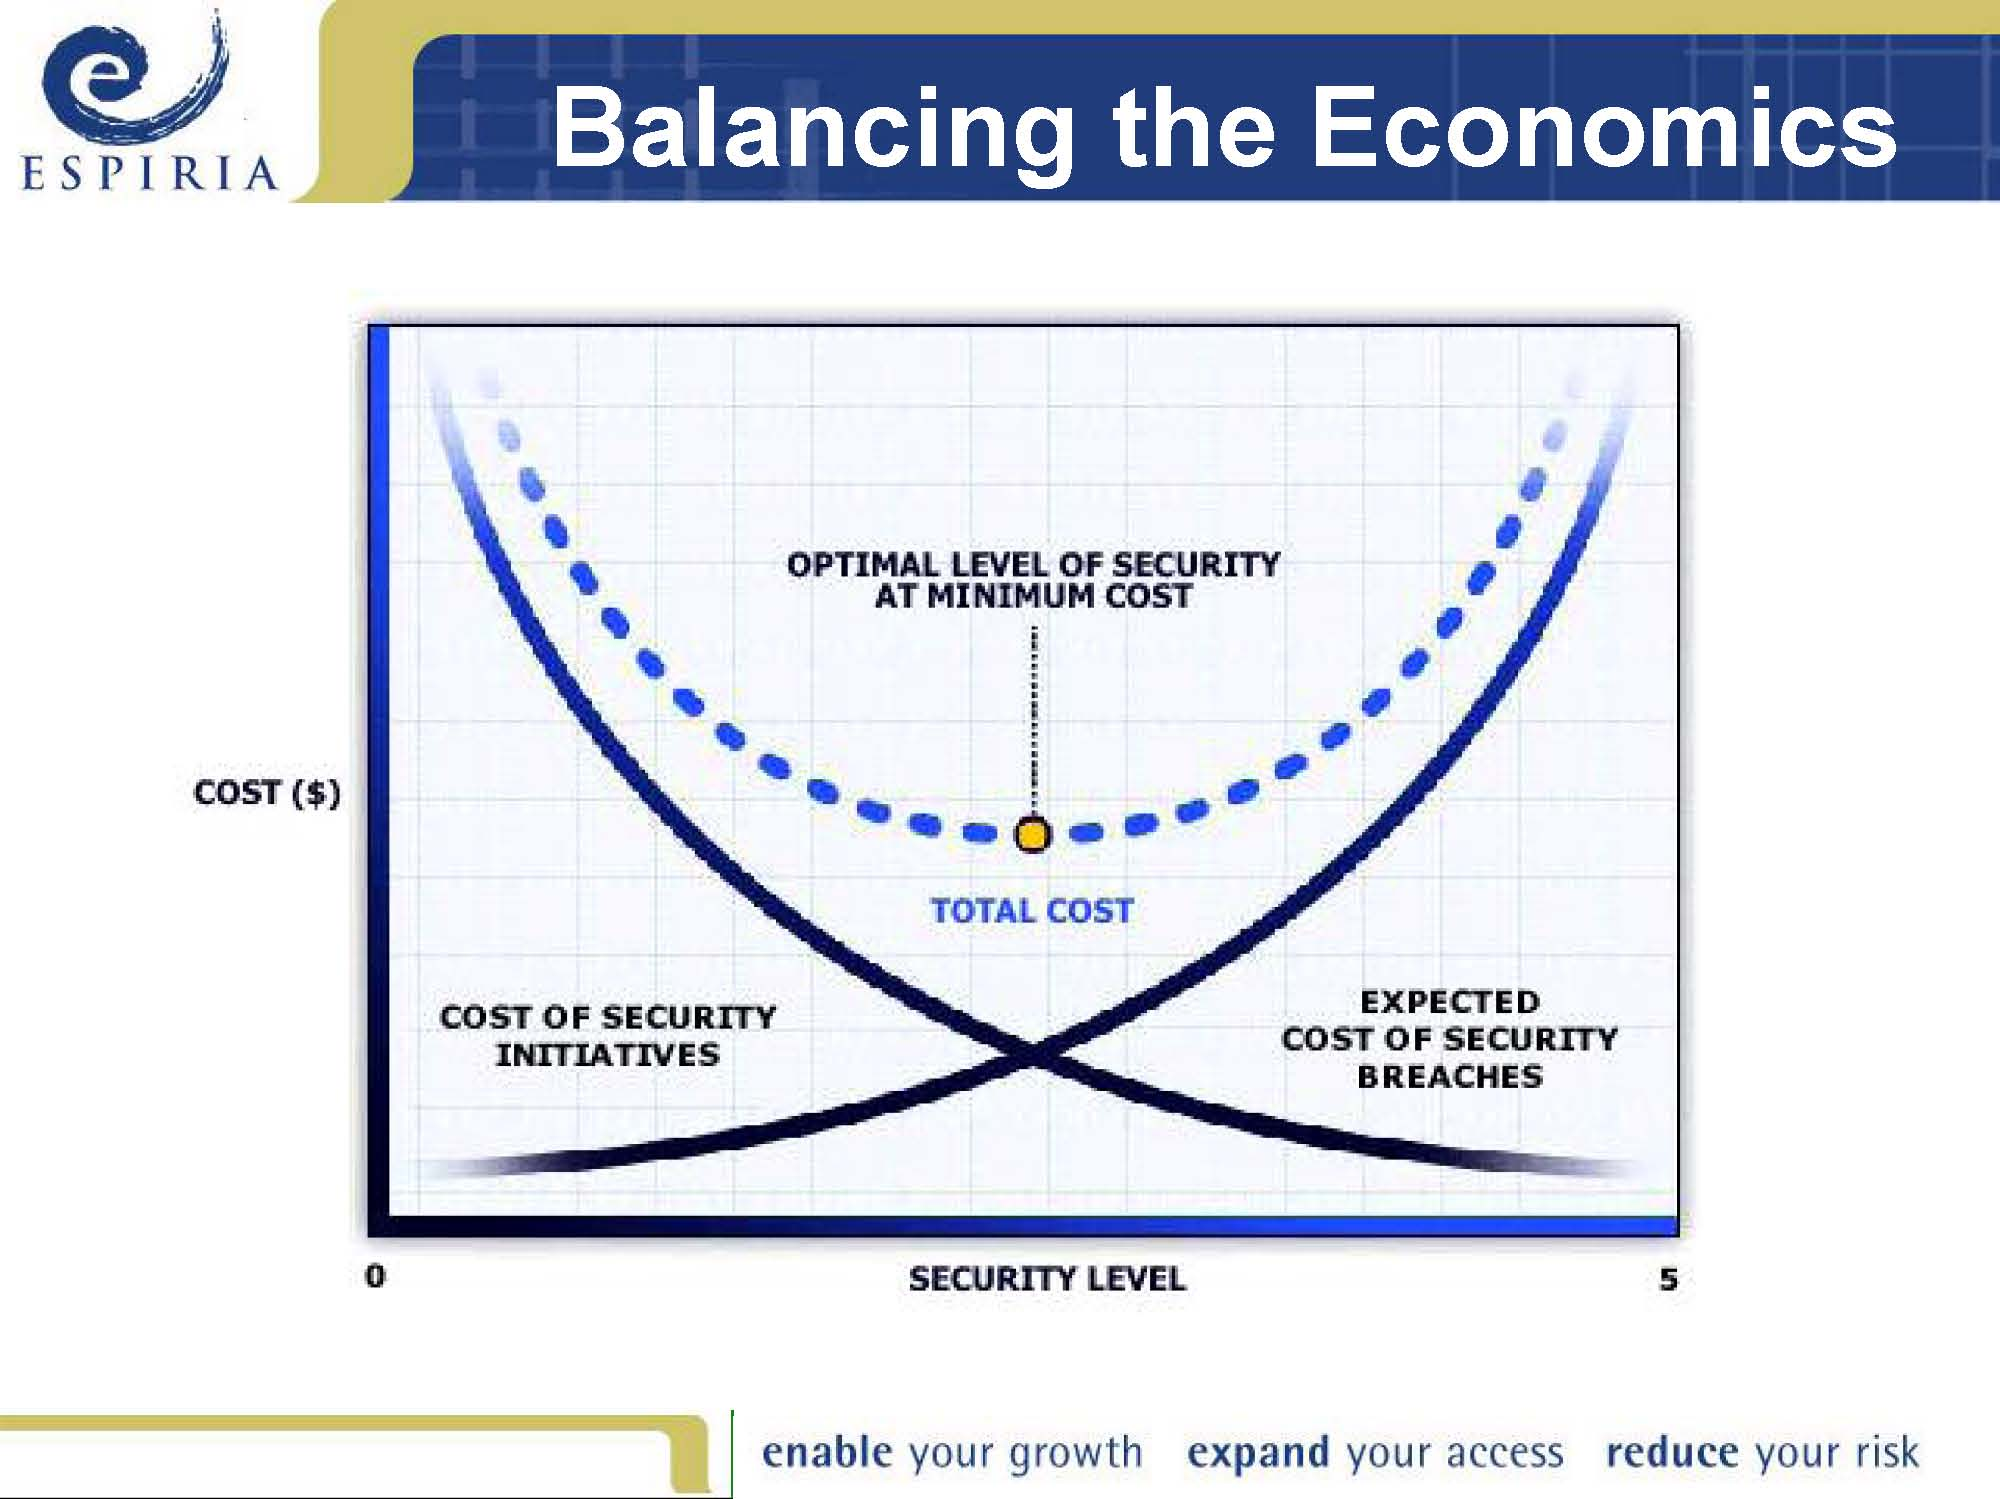 e
ESPIRIA
Balancing the Economics
OPTIMAL LEVEL OF SECURITY
AT MINIMUM COST
COST ($)
TOTAL COST
COST OF SECURITY
INITIATIVES
EXPECTED
COST OF SECURITY
BREACHES
0
SECURITY LEVEL
5
enable your growth expand your access reduce your risk